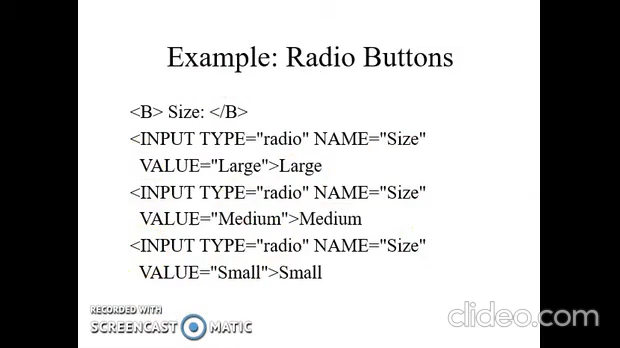 Example: Radio Buttons
<B> Size: </B>
<INPUT TYPE="radio" NAME="Size"
VALUE="Large">Large
<INPUT TYPE="radio" NAME="Size"
VALUE="Medium">Medium
<INPUT TYPE="radio" NAME="Size"
VALUE="Small">Small
RECORDED WITH
SCREENCAST MATIC
clideo.com